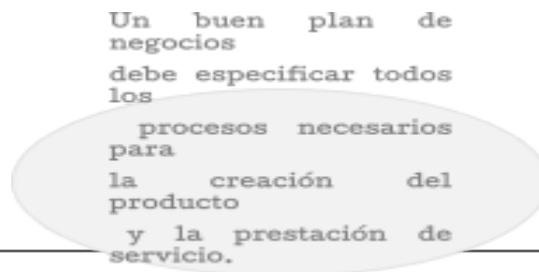 Un buen plan de
negocios
debe especificar todos
los
procesos necesarios
para
la creación del
producto
y la prestación de
servicio.